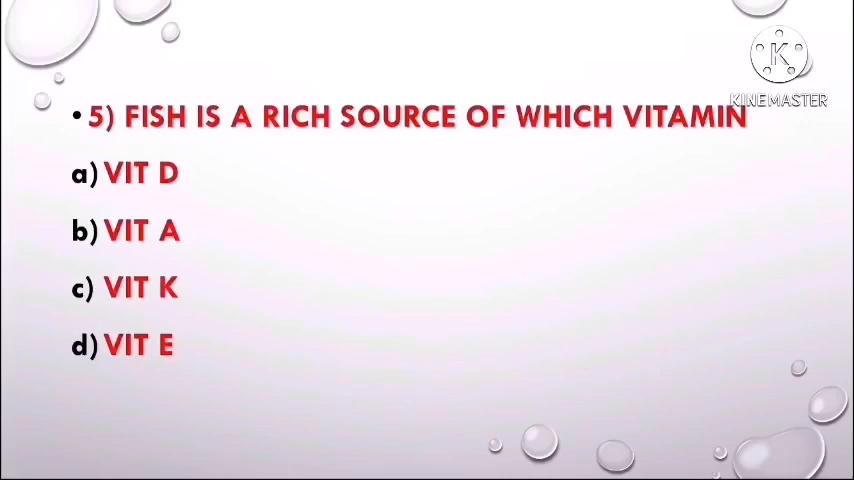 K
KINEMASTER
• 5) FISH IS A RICH SOURCE OF WHICH VITAMIN
a) VIT D
b) VIT A
c) VIT K
d) VIT E